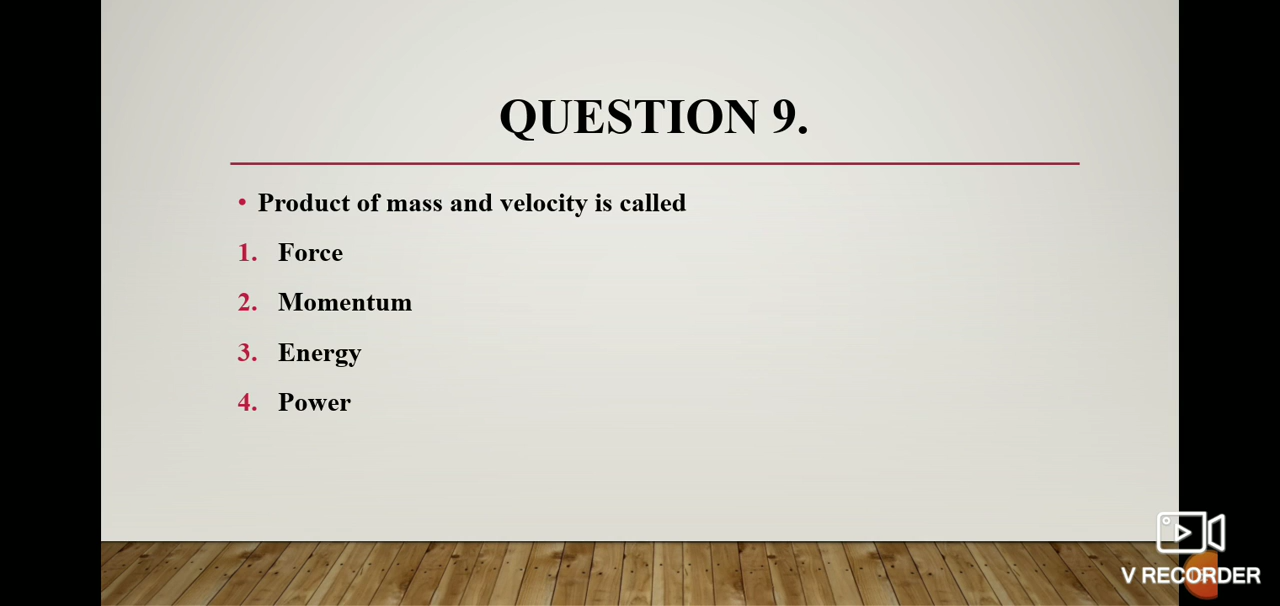 QUESTION 9.
• Product of mass and velocity is called
1. Force
2. Momentum
3. Energy
4. Power
V RECORDER